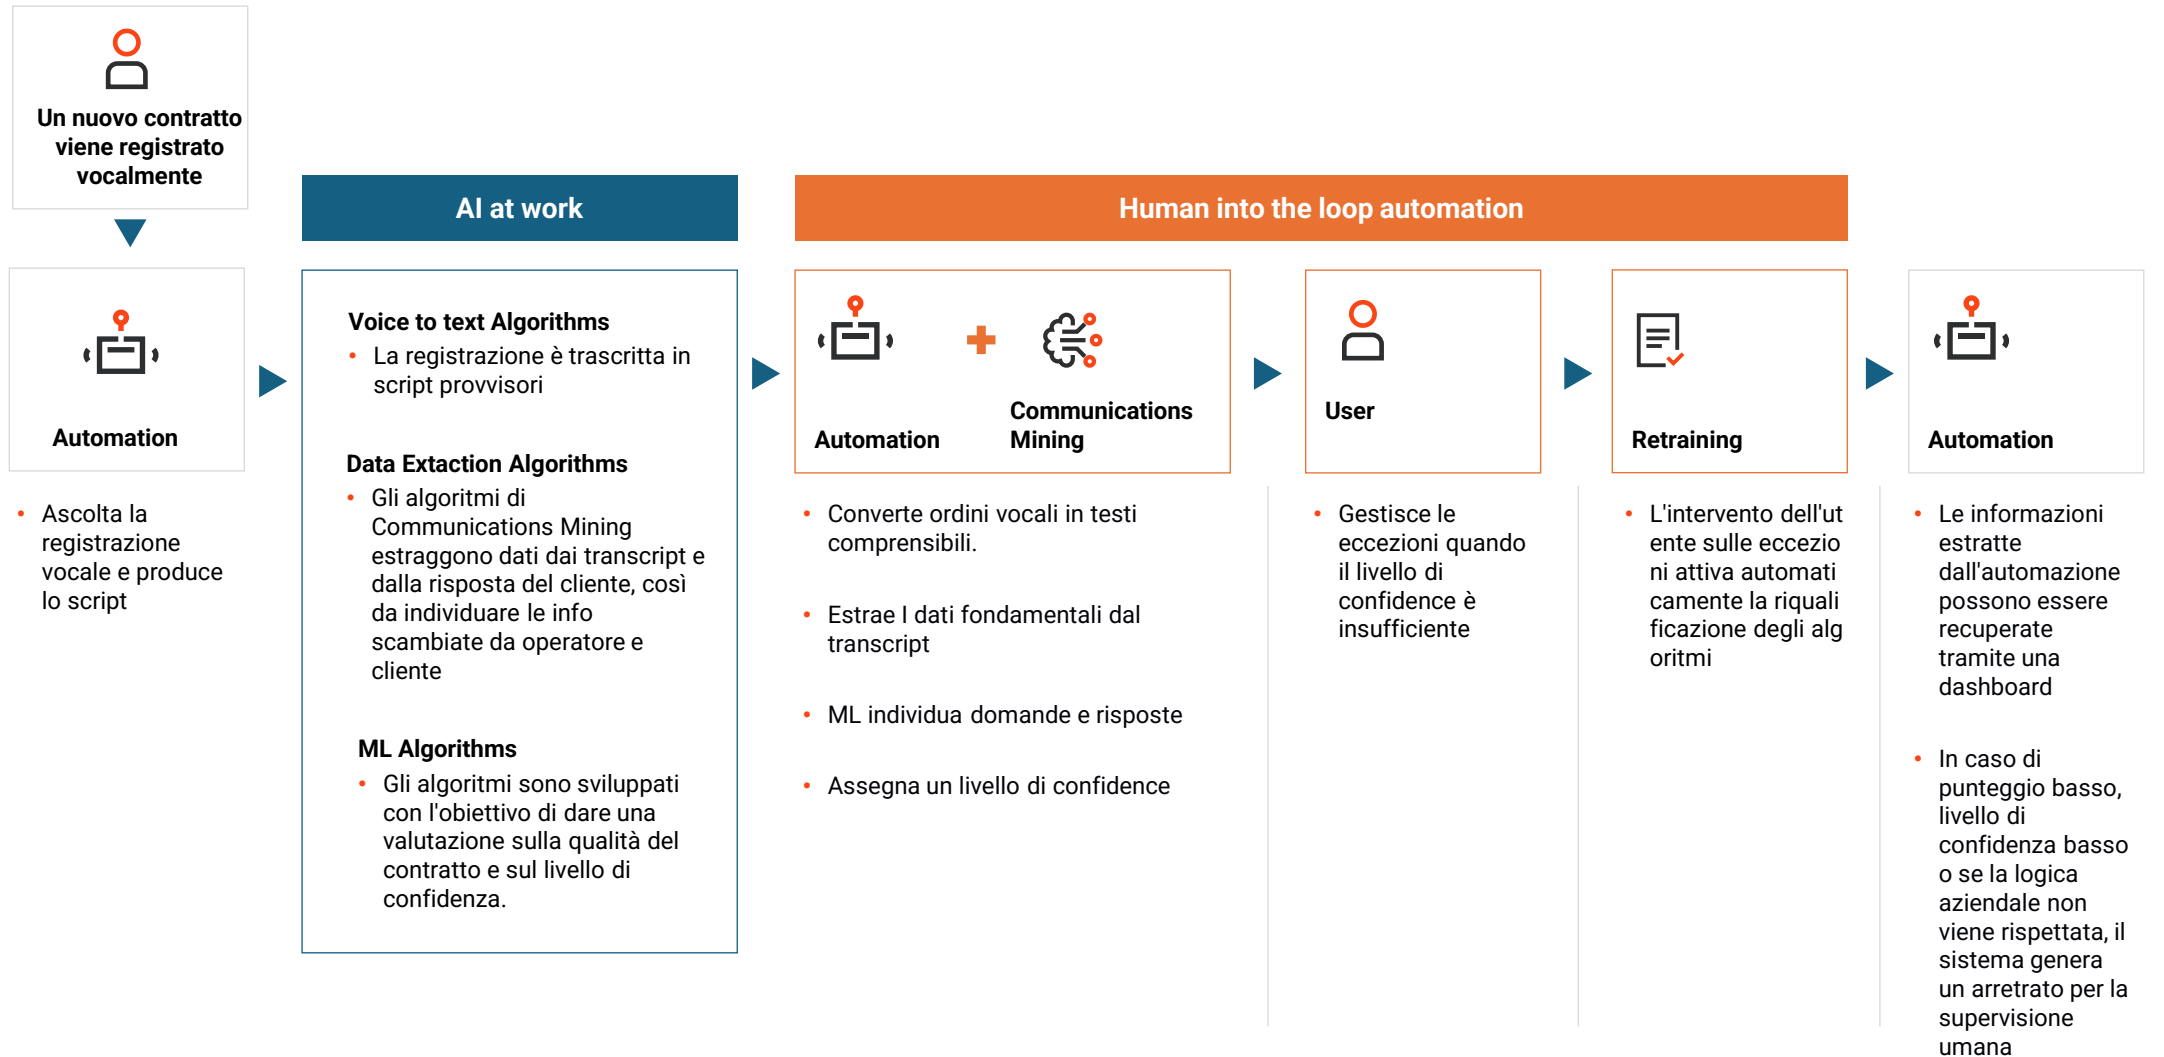 Un nuovo contratto
viene registrato
vocalmente
AI at work
Human into the loop automation
Automation
• Ascolta la
registrazione
vocale e produce
lo script
Voice to text Algorithms
• La registrazione è trascritta in
script provvisori
Data Extaction Algorithms
• Gli algoritmi di
Communications Mining
estraggono dati dai transcript e
dalla risposta del cliente, così
da individuare le info
scambiate da operatore e
cliente
ML Algorithms
• Gli algoritmi sono sviluppati
con l'obiettivo di dare una
valutazione sulla qualità del
contratto e sul livello di
confidenza.
Automation
Communications
Mining
• Converte ordini vocali in testi
comprensibili.
• Estrae I dati fondamentali dal
transcript
• ML individua domande e risposte
• Assegna un livello di confidence
User
• Gestisce le
eccezioni quando
il livello di
confidence è
insufficiente
Retraining
• L'intervento dell'ut
ente sulle eccezio
ni attiva automati
camente la riquali
ficazione degli alg
oritmi
Automation
• Le informazioni
estratte
dall'automazione
possono essere
recuperate
tramite una
dashboard
• In caso di
punteggio basso,
livello di
confidenza basso
o se la logica
aziendale non
viene rispettata, il
sistema genera
un arretrato per la
supervisione
umana